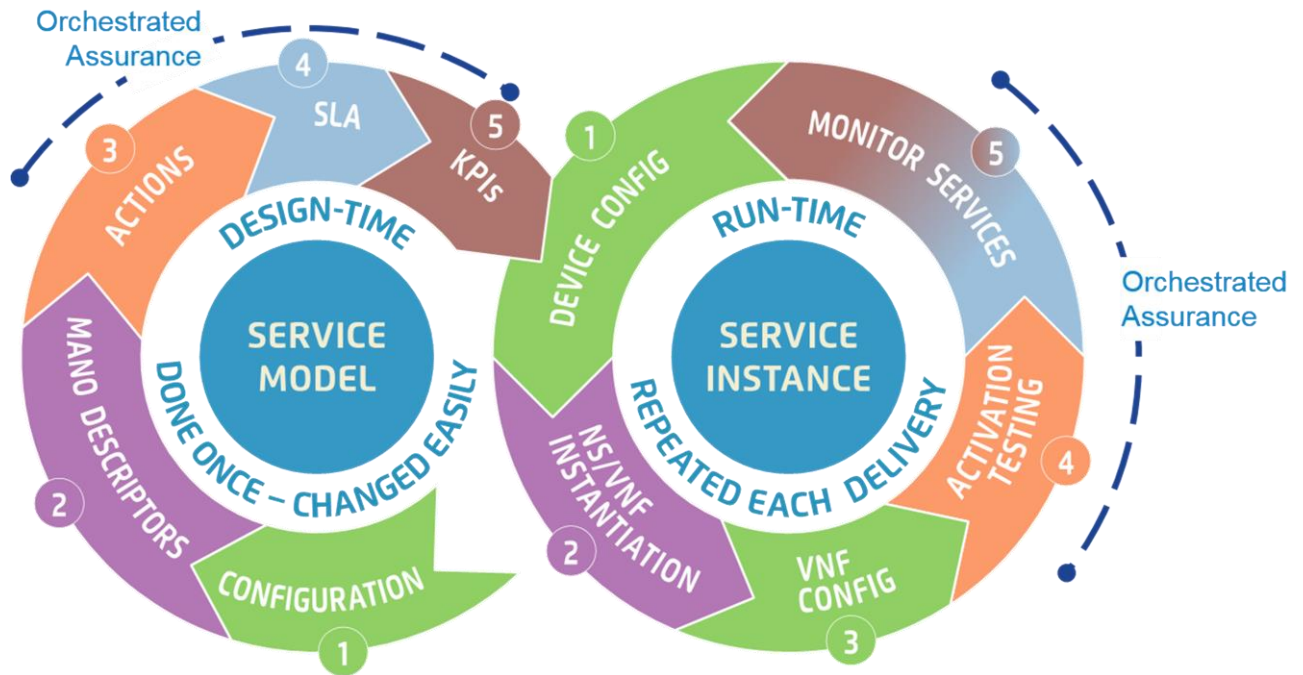 Orchestrated
Assurance
4
SLA
5
KPIs
3
ACTIONS
DESIGN-TIME
SERVICE
MODEL
DONE ONCE – CHANGED EASILY
MANO DESCRIPTORS
2
CONFIGURATION
1
1
DEVICE CONFIG
MONITOR SERVICES
5
RUN-TIME
SERVICE
INSTANCE
REPEATED EACH DELIVERY
NS/VNF
INSTANTIATION
2
VNF
CONFIG
3
ACTIVATION
TESTING
4
Orchestrated
Assurance